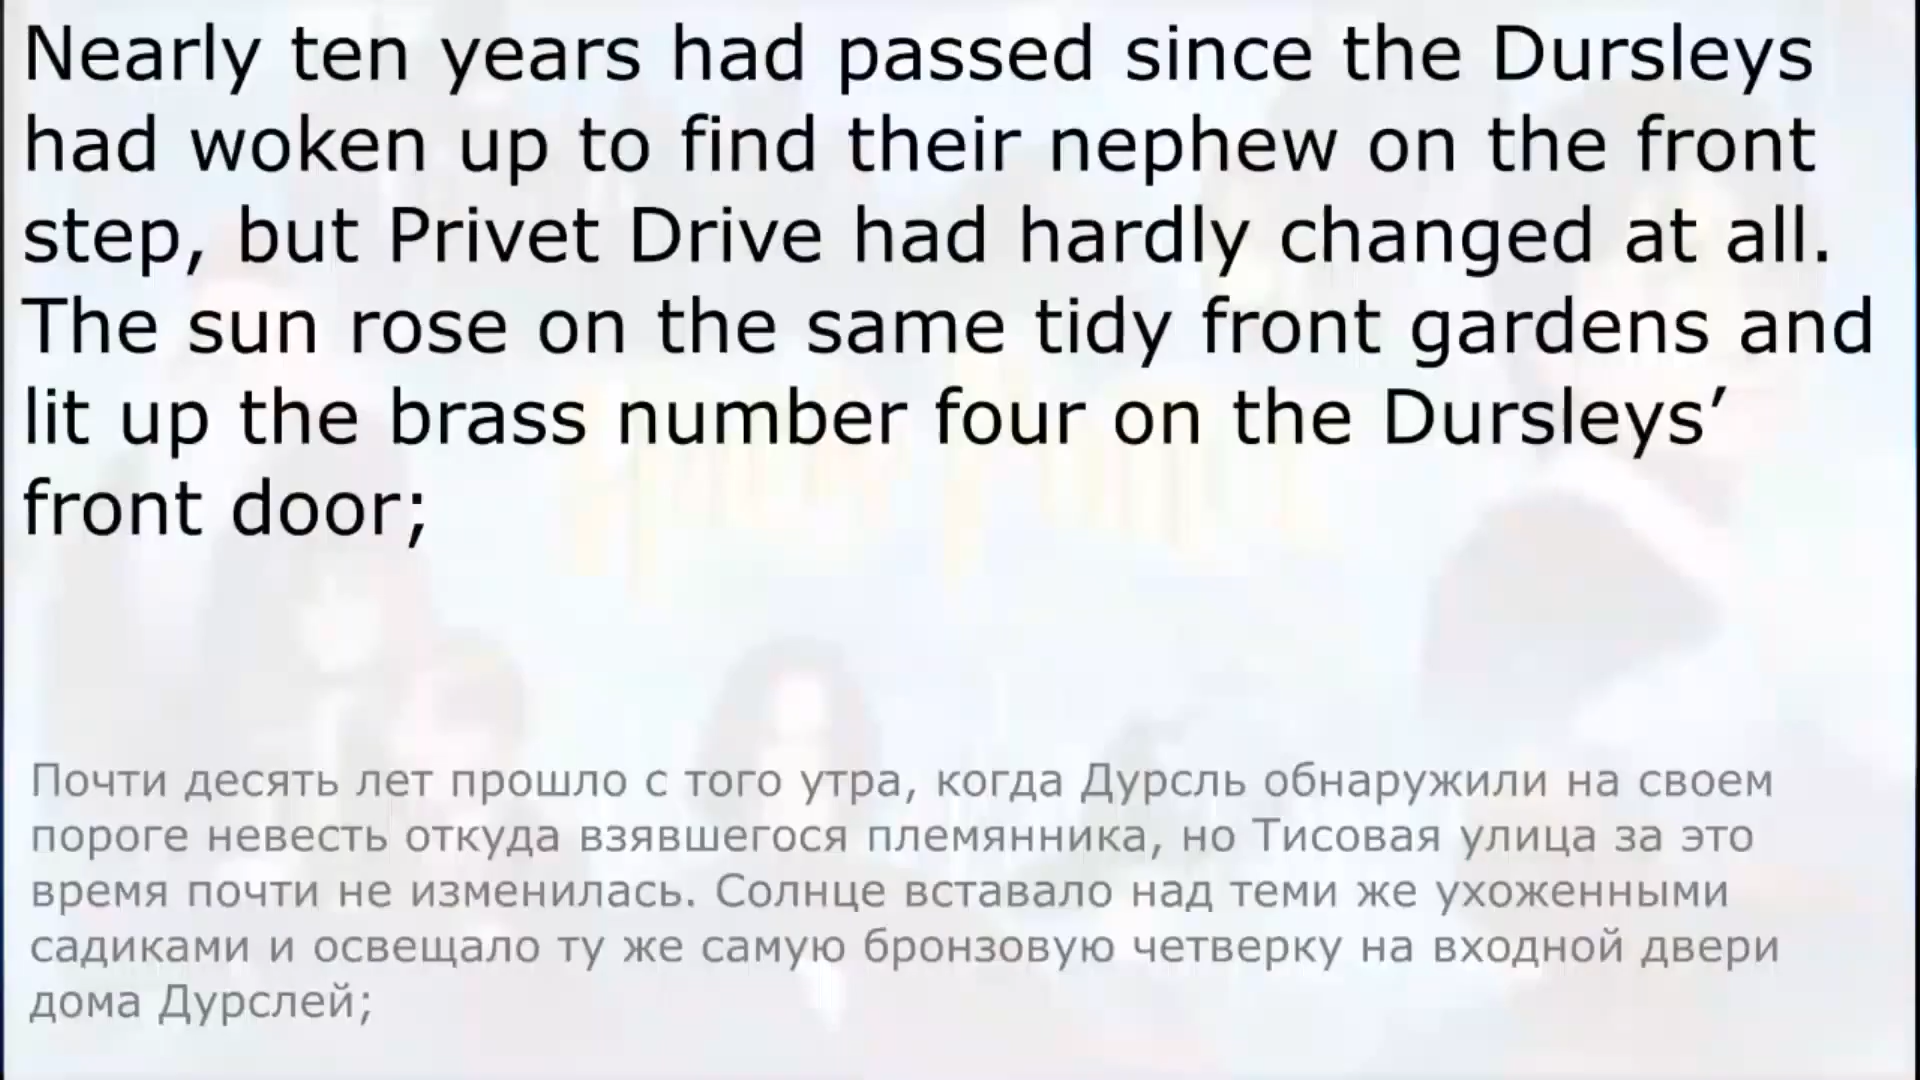 Nearly ten years had passed since the Dursleys
had woken up to find their nephew on the front
step, but Privet Drive had hardly changed at all.
The sun rose on the same tidy front gardens and
lit up the brass number four on the Dursleys’
front door;
Почти десять лет прошло с того утра, когда Дурсль обнаружили на своем
пороге невесть откуда взявшегося племянника, но Тисовая улица за это
время почти не изменилась. Солнце вставало над теми же ухоженными
садиками и освещало ту же самую бронзовую четверку на входной двери
дома Дурслей;